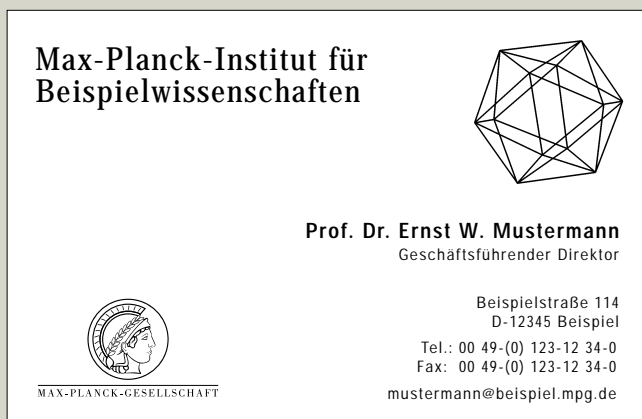 Max-Planck-Institut für
Beispielwissenschaften
Prof. Dr. Ernst W. Mustermann
Geschäftsführender Direktor
Beispielstraße 114
D-12345 Beispiel
Tel.: 00 49-(0) 123-12 34-0
Fax: 00 49-(0) 123-12 34-0
mustermann@beispiel.mpg.de
MAX-PLANCK-GESELLSCHAFT